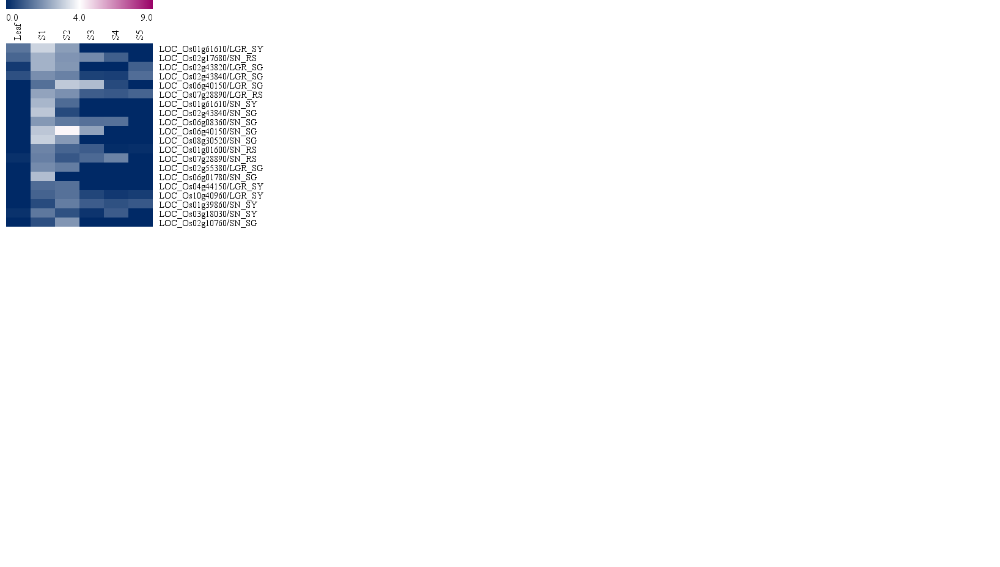 0.0 4.0 9.0
Leaf S1 S2 S3 S4 S5
LOC_Os01g61610/LGR_SY
LOC_Os02g17680/SN_RS
LOC_Os02g43820/LGR_SG
LOC_Os02g43840/LGR_SG
LOC_Os06g40150/LGR_SG
LOC_Os07g28890/LGR_RS
LOC_Os01g61610/SN_SY
LOC_Os02g43840/SN_SG
LOC_Os06g08360/SN_SG
LOC_Os06g40150/SN_SG
LOC_Os08g30520/SN_SG
LOC_Os01g01600/SN_RS
LOC_Os07g28890/SN_RS
LOC_Os02g55380/LGR_SG
LOC_Os06g01780/SN_SG
LOC_Os04g44150/LGR_SY
LOC_Os10g40960/LGR_SY
LOC_Os01g39860/SN_SY
LOC_Os03g18030/SN_SY
LOC_Os02g10760/SN_SG